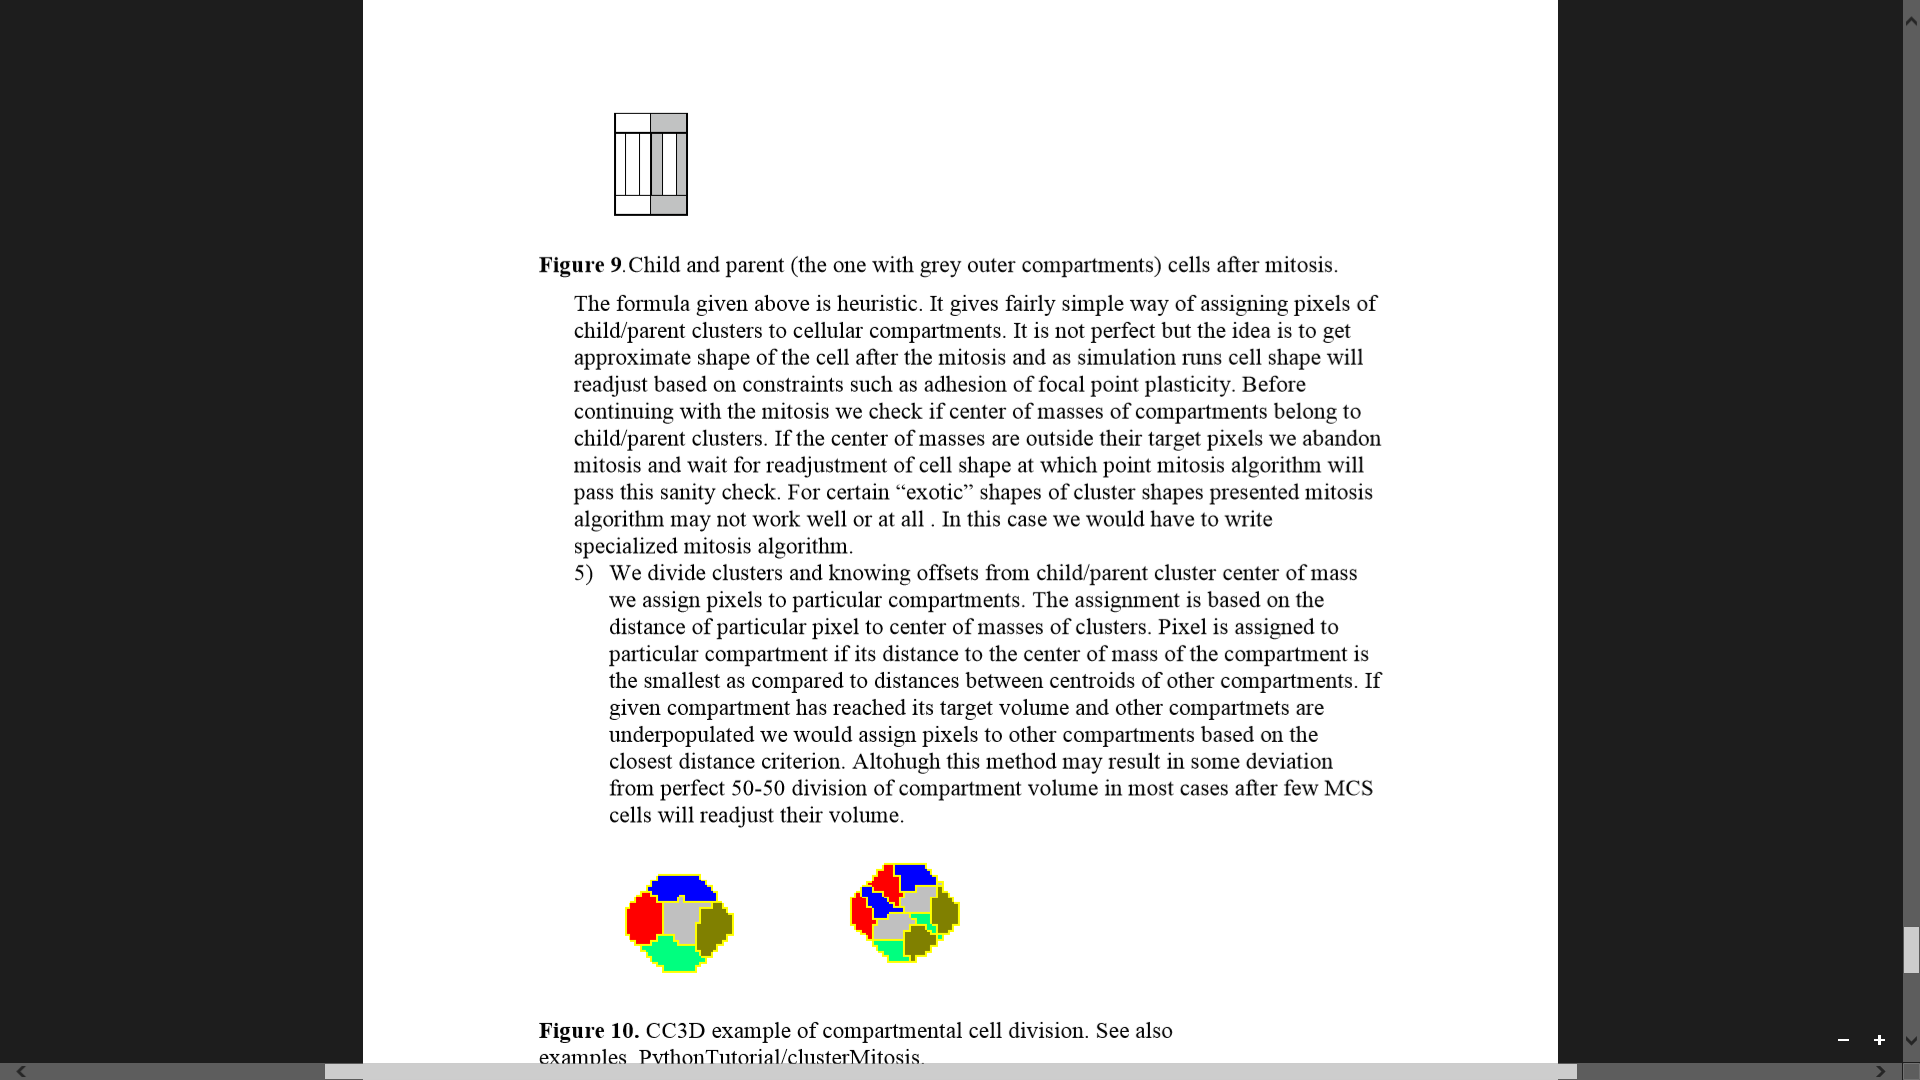 Figure 9.Child and parent (the one with grey outer compartments) cells after mitosis.
The formula given above is heuristic. It gives fairly simple way of assigning pixels of
child/parent clusters to cellular compartments. It is not perfect but the idea is to get
approximate shape of the cell after the mitosis and as simulation runs cell shape will
readjust based on constraints such as adhesion of focal point plasticity. Before
continuing with the mitosis we check if center of masses of compartments belong to
child/parent clusters. If the center of masses are outside their target pixels we abandon
mitosis and wait for readjustment of cell shape at which point mitosis algorithm will
pass this sanity check. For certain “exotic” shapes of cluster shapes presented mitosis
algorithm may not work well or at all . In this case we would have to write
specialized mitosis algorithm.
5) We divide clusters and knowing offsets from child/parent cluster center of mass
we assign pixels to particular compartments. The assignment is based on the
distance of particular pixel to center of masses of clusters. Pixel is assigned to
particular compartment if its distance to the center of mass of the compartment is
the smallest as compared to distances between centroids of other compartments. If
given compartment has reached its target volume and other compartmets are
underpopulated we would assign pixels to other compartments based on the
closest distance criterion. Altohugh this method may result in some deviation
from perfect 50-50 division of compartment volume in most cases after few MCS
cells will readjust their volume.
Figure 10. CC3D example of compartmental cell division. See also
examples PythonTutorial/clusterMitosis.